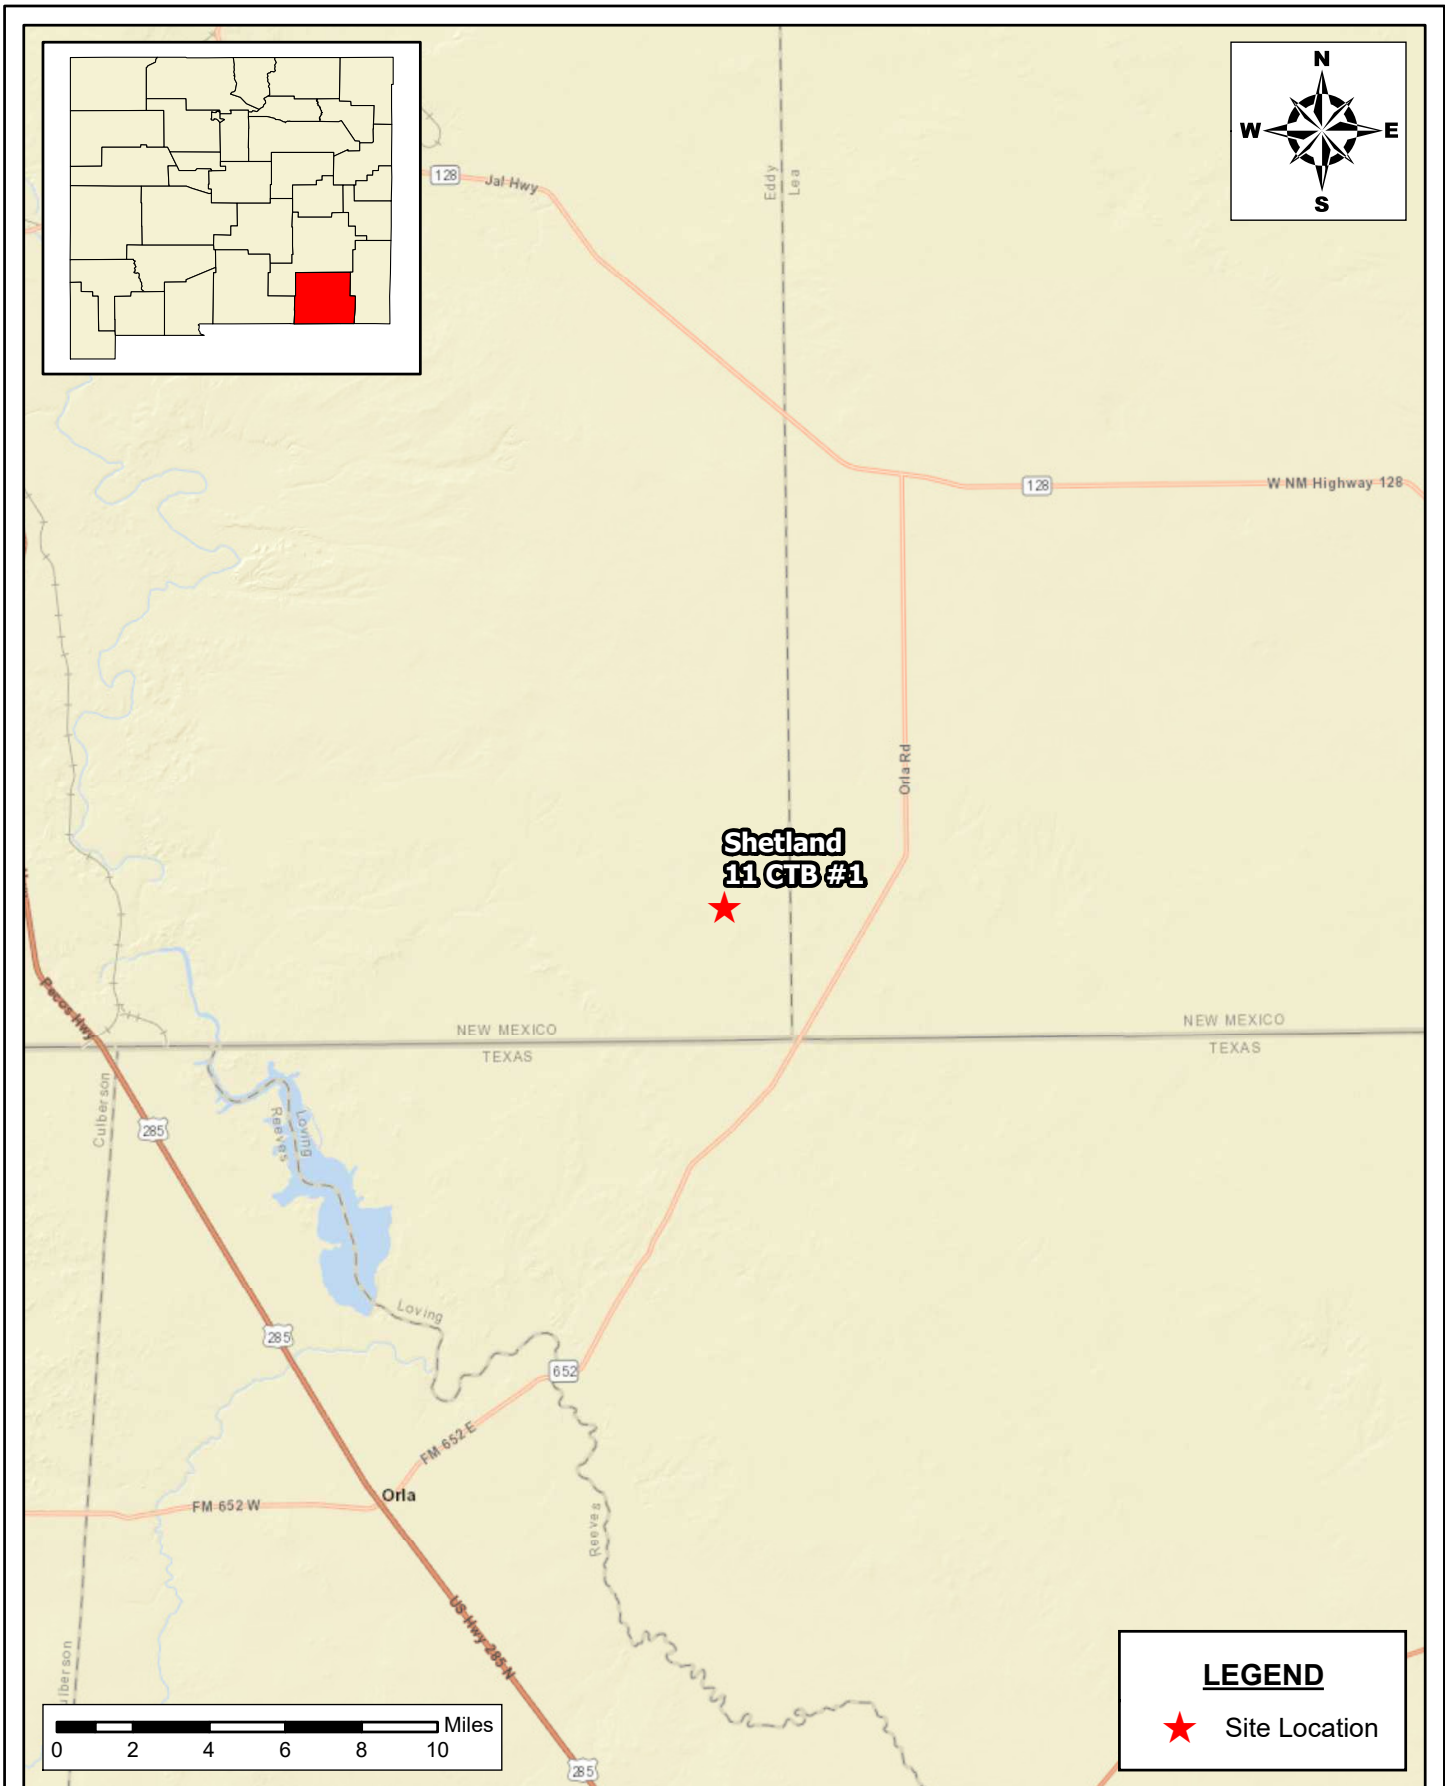 N
W E
S
128
Jal Hwy
Eddy
Lea
128
W NM Highway 128
Orla Rd
Shetland
11 CTB #1
Pecos Hwy
NEW MEXICO
TEXAS
NEW MEXICO
TEXAS
Culberson
285
Reeves
Loving
Loving
285
652
FM 652 E
Orla
FM 652 W
Reeves
US Hwy 285 N
ulberson
285
Miles
0 2 4 6 8 10
LEGEND
Site Location